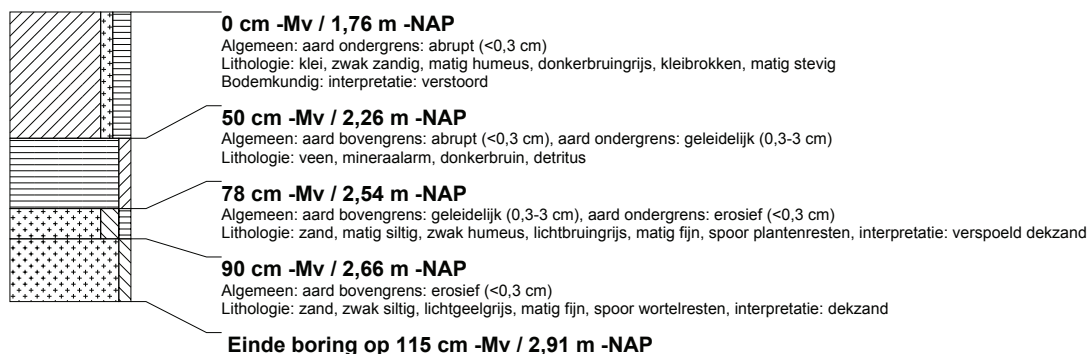 0 cm -Mv / 1,76 m -NAP
Algemeen: aard ondergrens: abrupt (<0,3 cm)
Lithologie: klei, zwak zandig, matig humeus, donkerbruingrijs, kleibrokken, matig stevig
Bodemkundig: interpretatie: verstoord
50 cm -Mv / 2,26 m -NAP
Algemeen: aard bovengrens: abrupt (<0,3 cm), aard ondergrens: geleidelijk (0,3-3 cm)
Lithologie: veen, mineraalarm, donkerbruin, detritus
78 cm -Mv / 2,54 m -NAP
Algemeen: aard bovengrens: geleidelijk (0,3-3 cm), aard ondergrens: erosief (<0,3 cm)
Lithologie: zand, matig siltig, zwak humeus, lichtbruingrijs, matig fijn, spoor plantenresten, interpretatie: verspoeld dekzand
90 cm -Mv / 2,66 m -NAP
Algemeen: aard bovengrens: erosief (<0,3 cm)
Lithologie: zand, zwak siltig, lichtgeelgrijs, matig fijn, spoor wortelresten, interpretatie: dekzand
Einde boring op 115 cm -Mv / 2,91 m -NAP